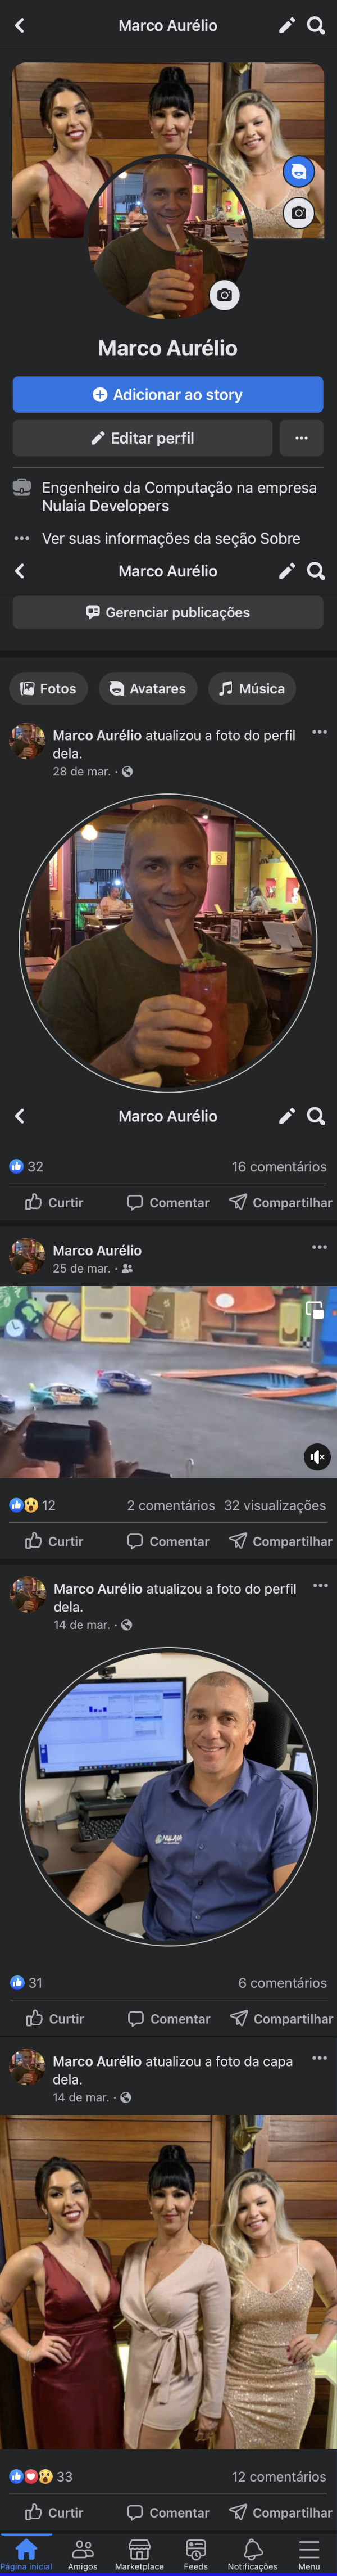 Marco Aurélio
Marco Aurélio
Adicionar ao story
Editar perfil
Engenheiro da Computação na empresa
Nulaia Developers
Ver suas informações da seção Sobre
Marco Aurélio
Gerenciar publicações
Fotos
Avatares
Música
Marco Aurélio atualizou a foto do perfil
dela.
28 de mar.
Marco Aurélio
32
16 comentários
Curtir
Comentar
Compartilhar
Marco Aurélio
25 de mar.
12
2 comentários 32 visualizações
Curtir
Comentar
Compartilhar
Marco Aurélio atualizou a foto do perfil
dela.
14 de mar.
NULAIA
31
6 comentários
Curtir
Comentar
Compartilhar
Marco Aurélio atualizou a foto da capa
dela.
14 de mar.
33
12 comentários
Curtir
Comentar
Compartilhar
Página inicial
Amigos
Marketplace
Feeds
Notificações
Menu